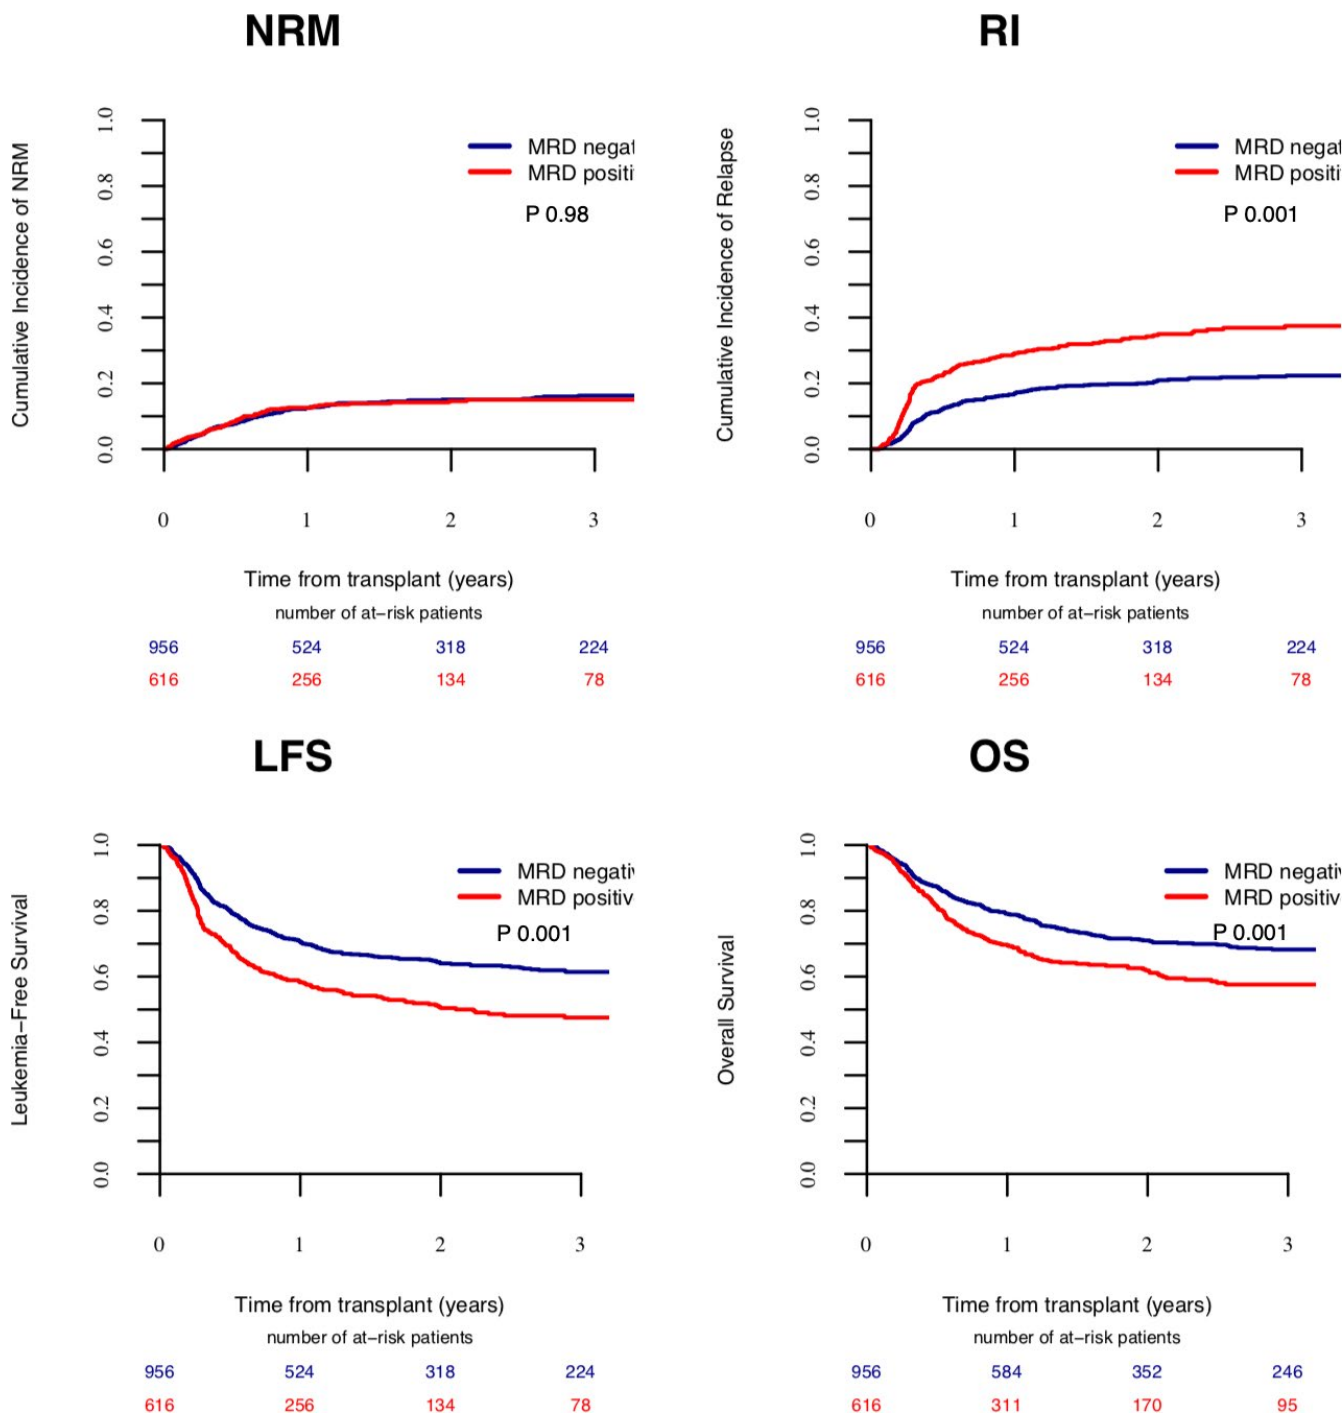 NRM
Cumulative Incidence of NRM
1.0
0.8
0.6
0.4
0.2
0.0
MRD negat
MRD positi
P 0.98
0 1 2 3
Time from transplant (years)
number of at−risk patients
956 524 318 224
616 256 134 78
RI
Cumulative Incidence of Relapse
1.0
0.8
0.6
0.4
0.2
0.0
MRD negat
MRD positi
P 0.001
0 1 2 3
Time from transplant (years)
number of at−risk patients
956 524 318 224
616 256 134 78
LFS
Leukemia−Free Survival
1.0
0.8
0.6
0.4
0.2
0.0
MRD negativ
MRD positiv
P 0.001
0 1 2 3
Time from transplant (years)
number of at−risk patients
956 524 318 224
616 256 134 78
OS
Overall Survival
1.0
0.8
0.6
0.4
0.2
0.0
MRD negativ
MRD positiv
P 0.001
0 1 2 3
Time from transplant (years)
number of at−risk patients
956 584 352 246
616 311 170 95